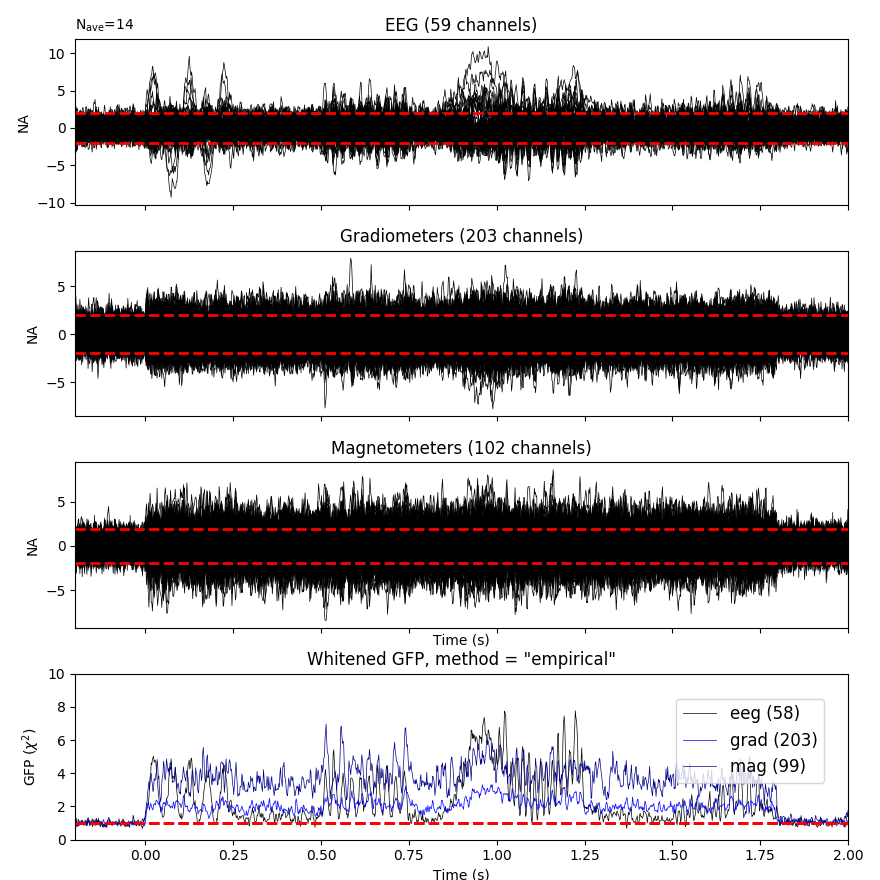 N_ave=14
EEG (59 channels)
10
5
0
−5
−10
NA
Gradiometers (203 channels)
5
0
−5
NA
Magnetometers (102 channels)
5
0
−5
NA
Time (s)
Whitened GFP, method = "empirical"
10
8
6
4
2
0
GFP (χ²)
eeg (58)
grad (203)
mag (99)
0.00 0.25 0.50 0.75 1.00 1.25 1.50 1.75 2.00
Time (s)